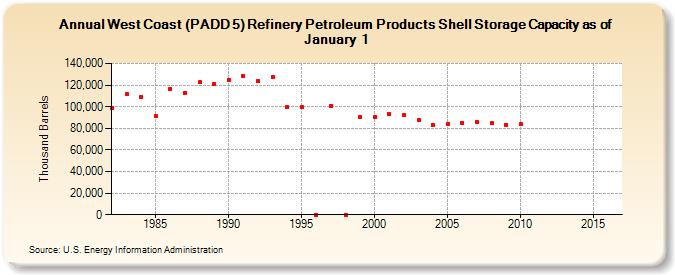 Annual West Coast (PADD 5) Refinery Petroleum Products Shell Storage Capacity as of
January 1
Thousand Barrels
140,000
120,000
100,000
80,000
60,000
40,000
20,000
0
1985 1990 1995 2000 2005 2010 2015
Source: U.S. Energy Information Administration